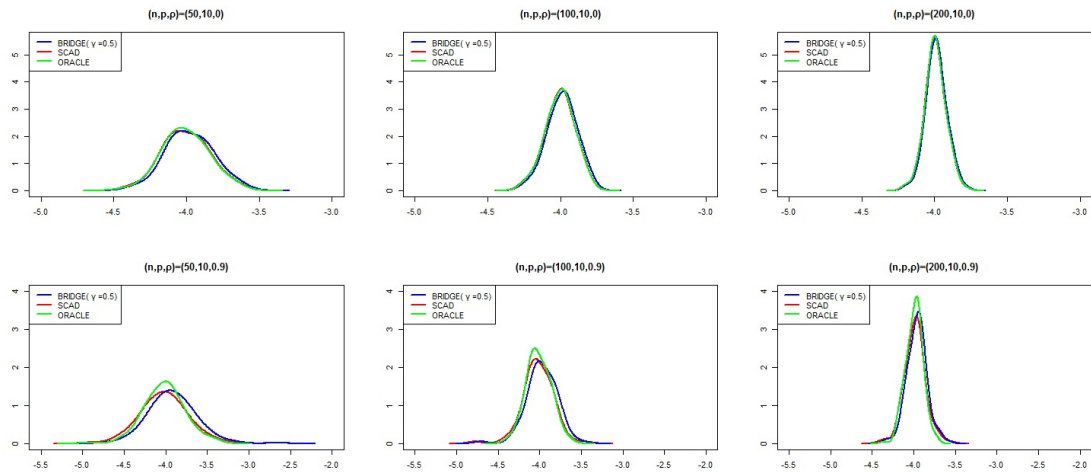 (n,p,ρ)=(50,10,0)
BRIDGE( γ =0.5)
SCAD
ORACLE
5
4
3
2
1
0
-5.0 -4.5 -4.0 -3.5 -3.0
(n,p,ρ)=(100,10,0)
BRIDGE( γ =0.5)
SCAD
ORACLE
5
4
3
2
1
0
-5.0 -4.5 -4.0 -3.5 -3.0
(n,p,ρ)=(200,10,0)
BRIDGE( γ =0.5)
SCAD
ORACLE
5
4
3
2
1
0
-5.0 -4.5 -4.0 -3.5 -3.0
(n,p,ρ)=(50,10,0.9)
BRIDGE( γ =0.5)
SCAD
ORACLE
4
3
2
1
0
-5.5 -5.0 -4.5 -4.0 -3.5 -3.0 -2.5 -2.0
(n,p,ρ)=(100,10,0.9)
BRIDGE( γ =0.5)
SCAD
ORACLE
4
3
2
1
0
-5.5 -5.0 -4.5 -4.0 -3.5 -3.0 -2.5 -2.0
(n,p,ρ)=(200,10,0.9)
BRIDGE( γ =0.5)
SCAD
ORACLE
4
3
2
1
0
-5.5 -5.0 -4.5 -4.0 -3.5 -3.0 -2.5 -2.0